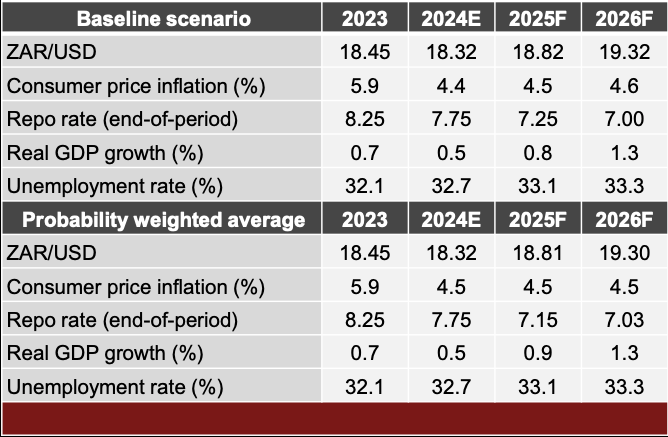 Baseline scenario 2023 2024E 2025F 2026F
ZAR/USD 18.45 18.32 18.82 19.32
Consumer price inflation (%) 5.9 4.4 4.5 4.6
Repo rate (end-of-period) 8.25 7.75 7.25 7.00
Real GDP growth (%) 0.7 0.5 0.8 1.3
Unemployment rate (%) 32.1 32.7 33.1 33.3
Probability weighted average 2023 2024E 2025F 2026F
ZAR/USD 18.45 18.32 18.81 19.30
Consumer price inflation (%) 5.9 4.5 4.5 4.5
Repo rate (end-of-period) 8.25 7.75 7.15 7.03
Real GDP growth (%) 0.7 0.5 0.9 1.3
Unemployment rate (%) 32.1 32.7 33.1 33.3